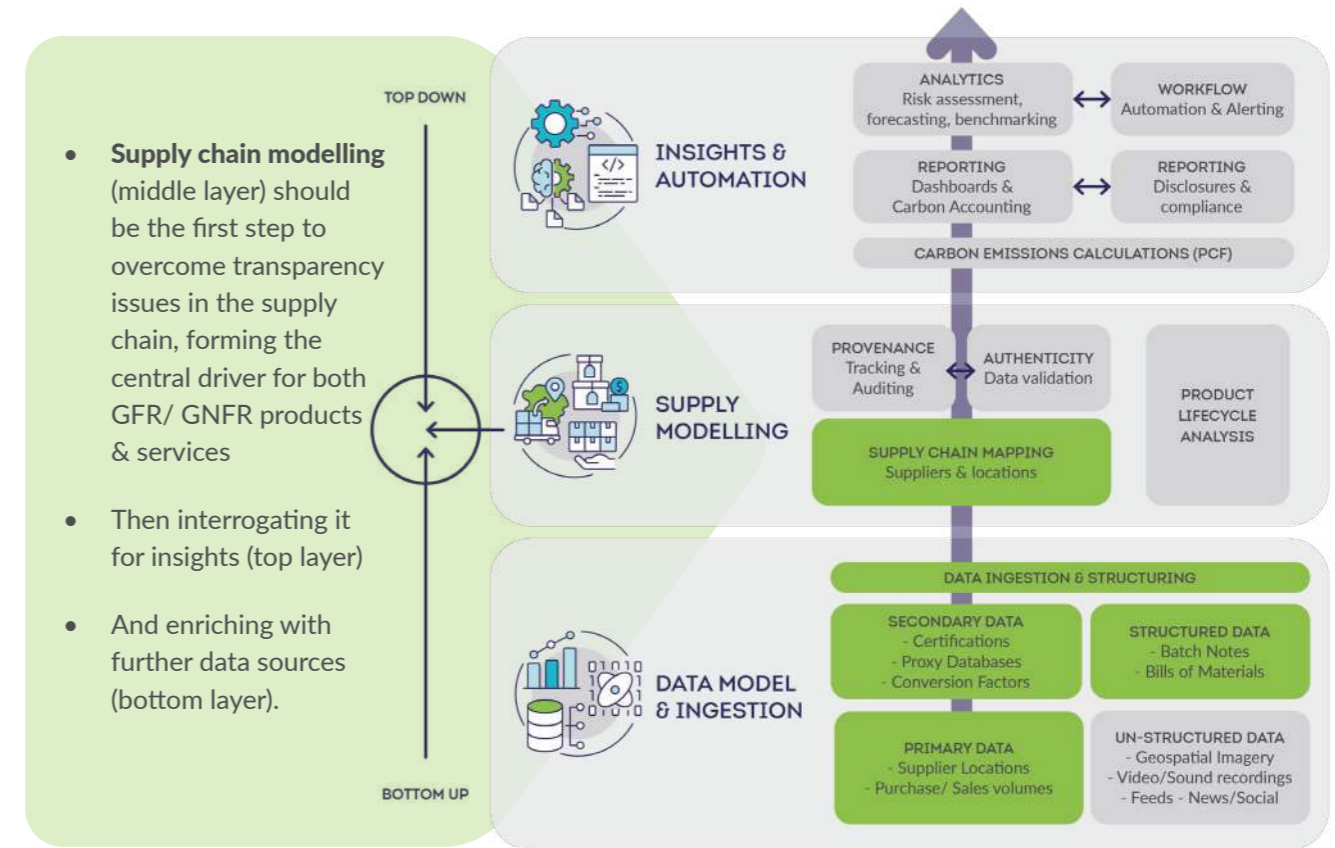 TOP DOWN
• Supply chain modelling
(middle layer) should
be the first step to
overcome transparency
issues in the supply
chain, forming the
central driver for both
GFR/ GNFR products
& services
• Then interrogating it
for insights (top layer)
• And enriching with
further data sources
(bottom layer).
BOTTOM UP
INSIGHTS &
AUTOMATION
</>
ANALYTICS
Risk assessment,
forecasting, benchmarking
WORKFLOW
Automation & Alerting
REPORTING
Dashboards &
Carbon Accounting
REPORTING
Disclosures &
compliance
CARBON EMISSIONS CALCULATIONS (PCF)
SUPPLY
MODELLING
$
PROVENANCE
Tracking &
Auditing
AUTHENTICITY
Data validation
PRODUCT
LIFECYCLE
ANALYSIS
SUPPLY CHAIN MAPPING
Suppliers & locations
DATA MODEL
& INGESTION
DATA INGESTION & STRUCTURING
SECONDARY DATA
- Certifications
- Proxy Databases
- Conversion Factors
STRUCTURED DATA
- Batch Notes
- Bills of Materials
PRIMARY DATA
- Supplier Locations
- Purchase/ Sales volumes
UN-STRUCTURED DATA
- Geospatial Imagery
- Video/Sound recordings
- Feeds - News/Social